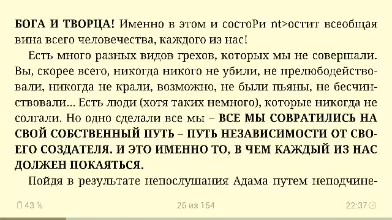 БОГА И ТВОРЦА! Именно в этом и состоРи nt>остит всеобщая
вина всего человечества, каждого из нас!
Есть много разных видов грехов, которых мы не совершали.
Вы, скорее всего, никогда никого не убили, не прелюбодейство-
вали, никогда не крали, возможно, не были пьяны, не бесчин-
ствовали... Есть люди (хотя таких немного), которые никогда не
солгали. Но одно сделали все мы – ВСЕ МЫ СОВРАТИЛИСЬ НА
СВОЙ СОБСТВЕННЫЙ ПУТЬ – ПУТЬ НЕЗАВИСИМОСТИ ОТ СВО-
ЕГО СОЗДАТЕЛЯ. И ЭТО ИМЕННО ТО, В ЧЕМ КАЖДЫЙ ИЗ НАС
ДОЛЖЕН ПОКАЯТЬСЯ.
Пойдя в результате непослушания Адама путем неподчине-
43 % 26 из 154 22:37